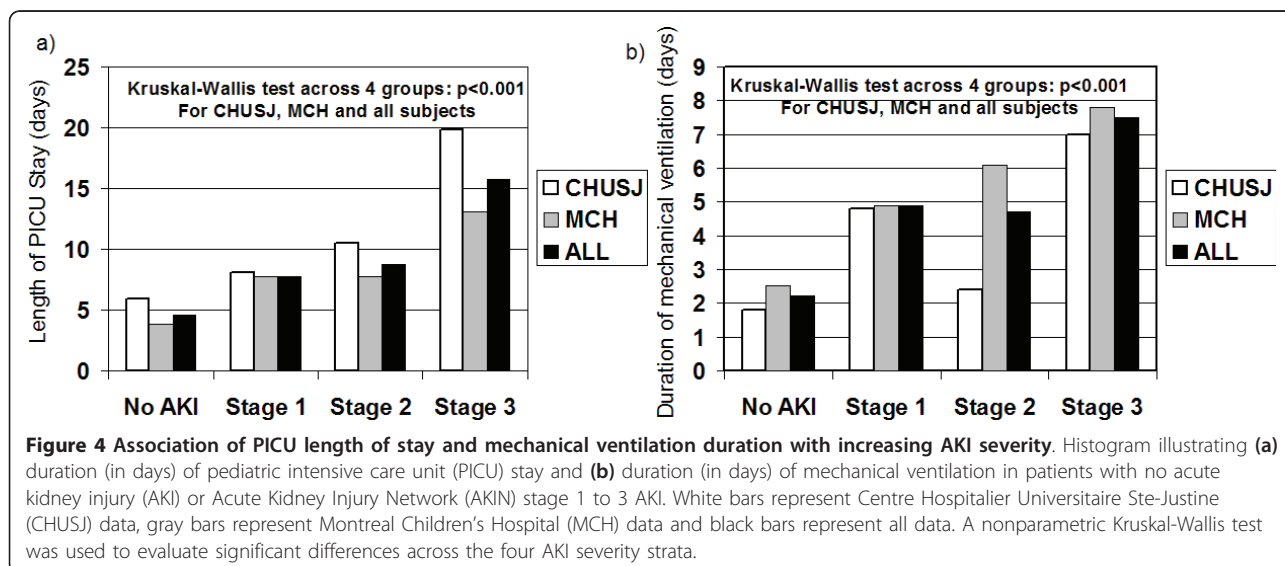 a)
Length of PICU Stay (days)
25
20
15
10
5
0
Kruskal-Wallis test across 4 groups: p<0.001
For CHUSJ, MCH and all subjects
No AKI Stage 1 Stage 2 Stage 3
CHUSJ
MCH
ALL
b)
Duration of mechanical ventilation (days)
9
8
7
6
5
4
3
2
1
0
Kruskal-Wallis test across 4 groups: p<0.001
For CHUSJ, MCH and all subjects
No AKI Stage 1 Stage 2 Stage 3
CHUSJ
MCH
ALL
Figure 4 Association of PICU length of stay and mechanical ventilation duration with increasing AKI severity. Histogram illustrating (a)
duration (in days) of pediatric intensive care unit (PICU) stay and (b) duration (in days) of mechanical ventilation in patients with no acute
kidney injury (AKI) or Acute Kidney Injury Network (AKIN) stage 1 to 3 AKI. White bars represent Centre Hospitalier Universitaire Ste-Justine
(CHUSJ) data, gray bars represent Montreal Children's Hospital (MCH) data and black bars represent all data. A nonparametric Kruskal-Wallis test
was used to evaluate significant differences across the four AKI severity strata.